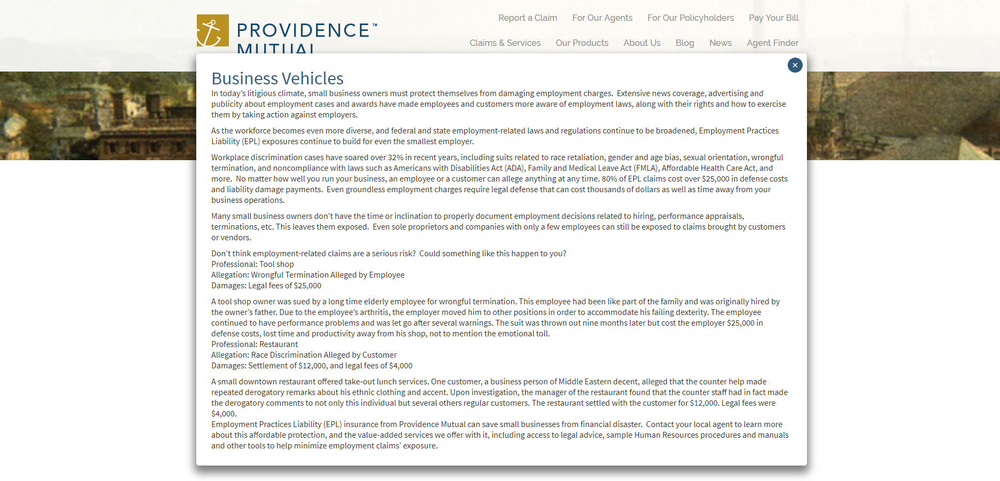 Report a Claim For Our Agents For Our Policyholders Pay Your Bill
PROVIDENCE™
MUTUAL
Claims & Services Our Products About Us Blog News Agent Finder
×
Business Vehicles
In today’s litigious climate, small business owners must protect themselves from damaging employment charges.  Extensive news coverage, advertising and
publicity about employment cases and awards have made employees and customers more aware of employment laws, along with their rights and how to exercise
them by taking action against employers.
As the workforce becomes even more diverse, and federal and state employment-related laws and regulations continue to be broadened, Employment Practices
Liability (EPL) exposures continue to build for even the smallest employer.
Workplace discrimination cases have soared over 32% in recent years, including suits related to race retaliation, gender and age bias, sexual orientation, wrongful
termination, and noncompliance with laws such as Americans with Disabilities Act (ADA), Family and Medical Leave Act (FMLA), Affordable Health Care Act, and
more.  No matter how well you run your business, an employee or a customer can allege anything at any time. 80% of EPL claims cost over $25,000 in defense costs
and liability damage payments.  Even groundless employment charges require legal defense that can cost thousands of dollars as well as time away from your
business operations.
Many small business owners don’t have the time or inclination to properly document employment decisions related to hiring, performance appraisals,
terminations, etc. This leaves them exposed.  Even sole proprietors and companies with only a few employees can still be exposed to claims brought by customers
or vendors.
Don’t think employment-related claims are a serious risk?  Could something like this happen to you?
Professional: Tool shop
Allegation: Wrongful Termination Alleged by Employee
Damages: Legal fees of $25,000
A tool shop owner was sued by a long time elderly employee for wrongful termination. This employee had been like part of the family and was originally hired by
the owner’s father. Due to the employee’s arthritis, the employer moved him to other positions in order to accommodate his failing dexterity. The employee
continued to have performance problems and was let go after several warnings. The suit was thrown out nine months later but cost the employer $25,000 in
defense costs, lost time and productivity away from his shop, not to mention the emotional toll.
Professional: Restaurant
Allegation: Race Discrimination Alleged by Customer
Damages: Settlement of $12,000, and legal fees of $4,000
A small downtown restaurant offered take-out lunch services. One customer, a business person of Middle Eastern decent, alleged that the counter help made
repeated derogatory remarks about his ethnic clothing and accent. Upon investigation, the manager of the restaurant found that the counter staff had in fact made
the derogatory comments to not only this individual but several others regular customers. The restaurant settled with the customer for $12,000. Legal fees were
$4,000.
Employment Practices Liability (EPL) insurance from Providence Mutual can save small businesses from financial disaster.  Contact your local agent to learn more
about this affordable protection, and the value-added services we offer with it, including access to legal advice, sample Human Resources procedures and manuals
and other tools to help minimize employment claims’ exposure.